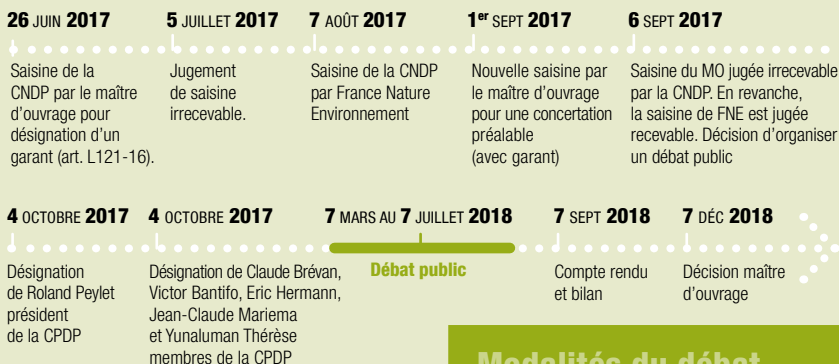 26 JUIN 2017
Saisine de la
CNDP par le maître
d'ouvrage pour
désignation d'un
garant (art. L121-16).
5 JUILLET 2017
Jugement
de saisine
irrecevable.
7 AOÛT 2017
Saisine de la CNDP
par France Nature
Environnement
1er SEPT 2017
Nouvelle saisine par
le maître d'ouvrage
pour une concertation
préalable
(avec garant)
6 SEPT 2017
Saisine du MO jugée irrecevable
par la CNDP. En revanche,
la saisine de FNE est jugée
recevable. Décision d'organiser
un débat public
4 OCTOBRE 2017
Désignation
de Roland Peylet
président
de la CPDP
4 OCTOBRE 2017
Désignation de Claude Brévan,
Victor Bantifo, Eric Hermann,
Jean-Claude Mariema
et Yunaluman Thérèse
membres de la CPDP
7 MARS AU 7 JUILLET 2018
Débat public
7 SEPT 2018
Compte rendu
et bilan
7 DÉC 2018
Décision maître
d'ouvrage
Modalités du débat